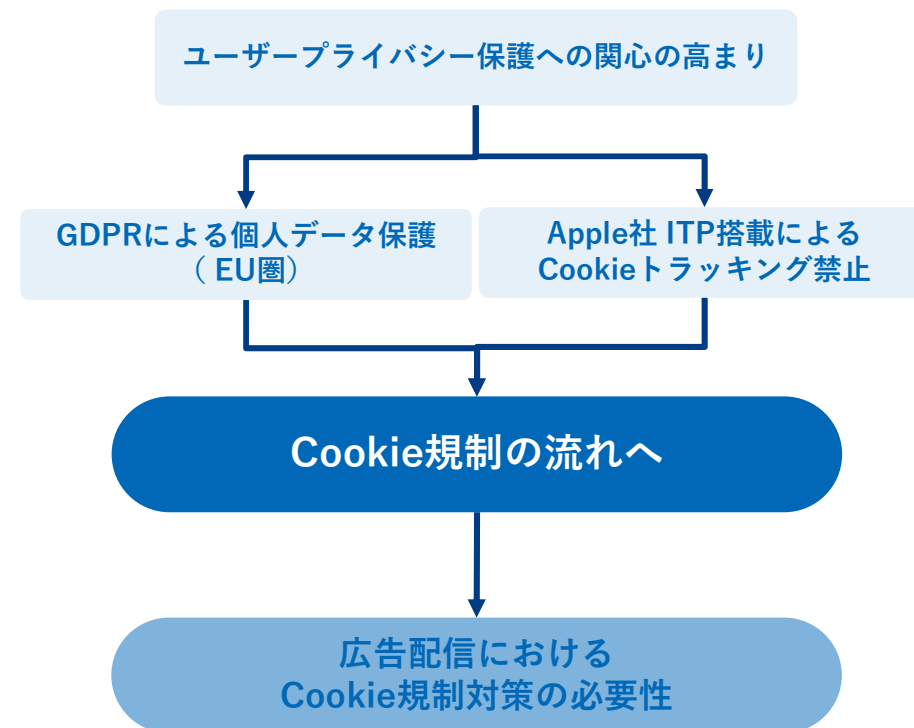 ユーザープライバシー保護への関心の高まり
GDPRによる個人データ保護
（ EU圏）
Apple社 ITP搭載による
Cookieトラッキング禁止
Cookie規制の流れへ
広告配信における
Cookie規制対策の必要性